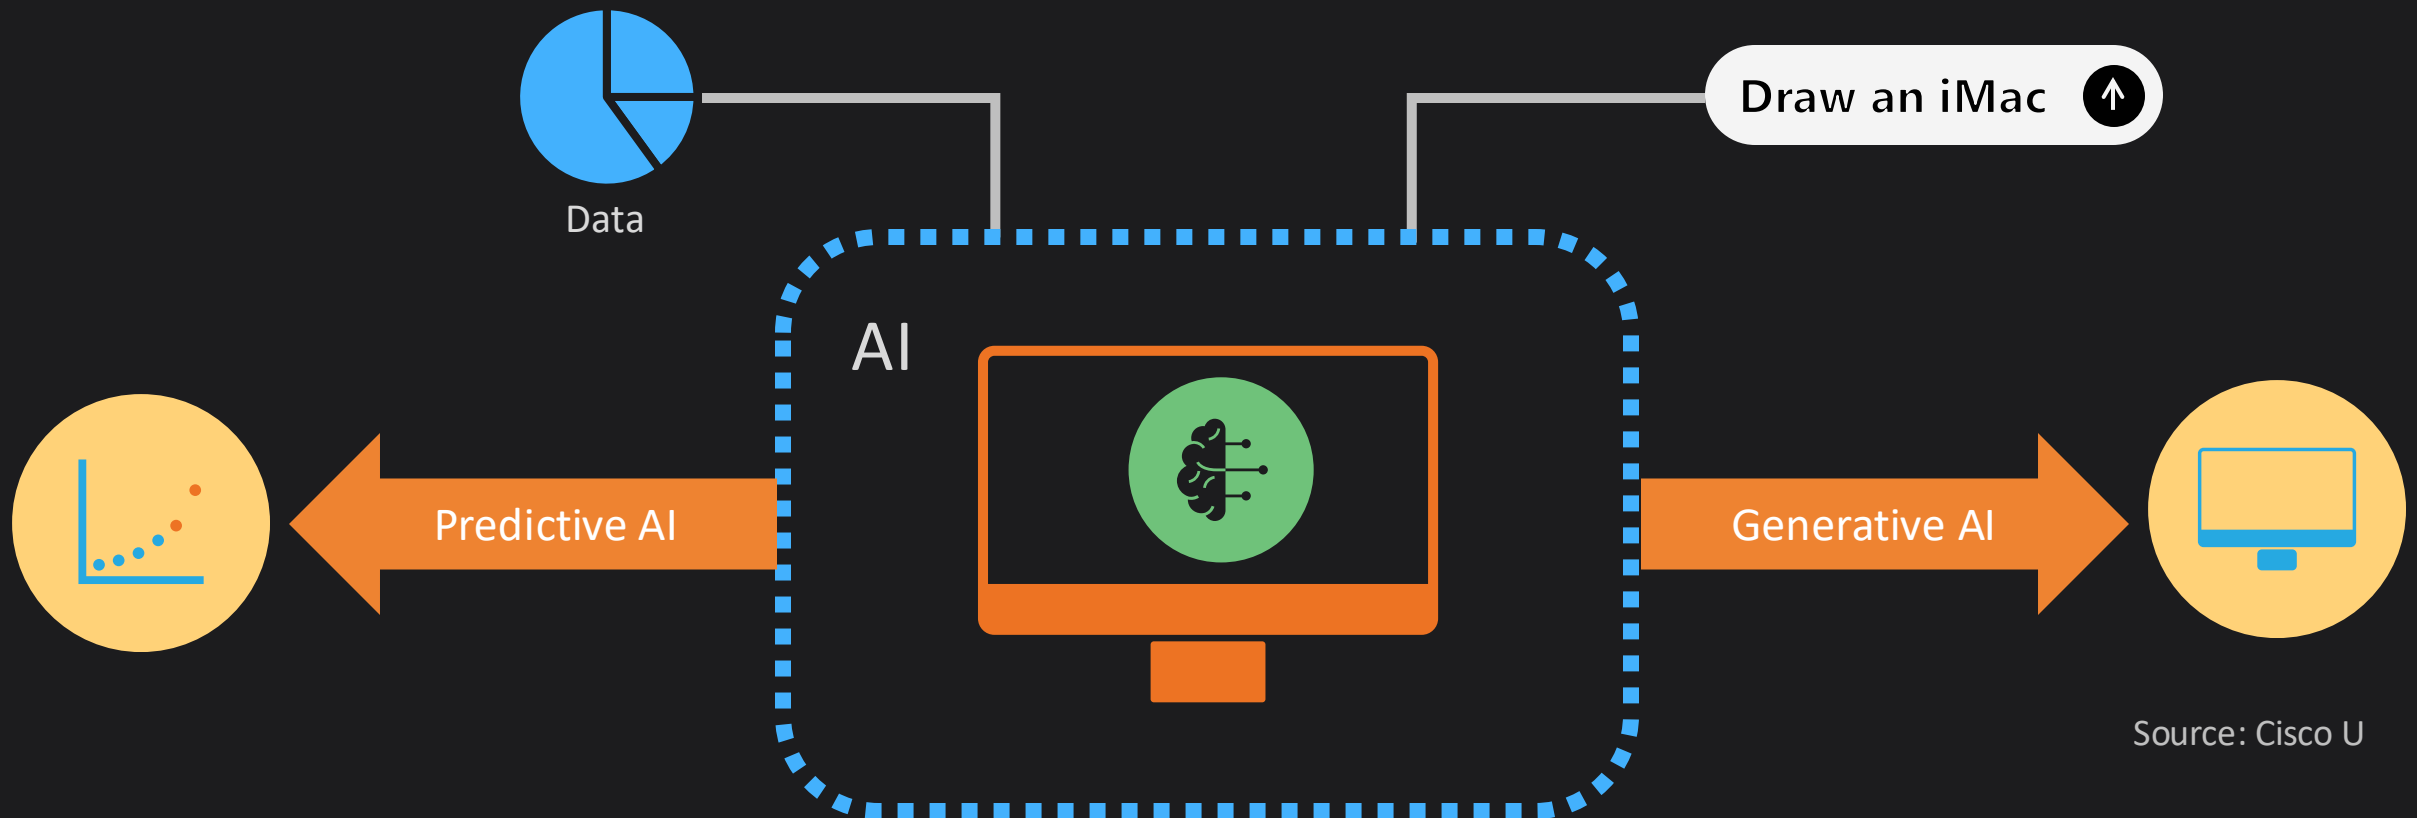 Draw an iMac
Data
AI
Predictive AI
Generative AI
Source: Cisco U